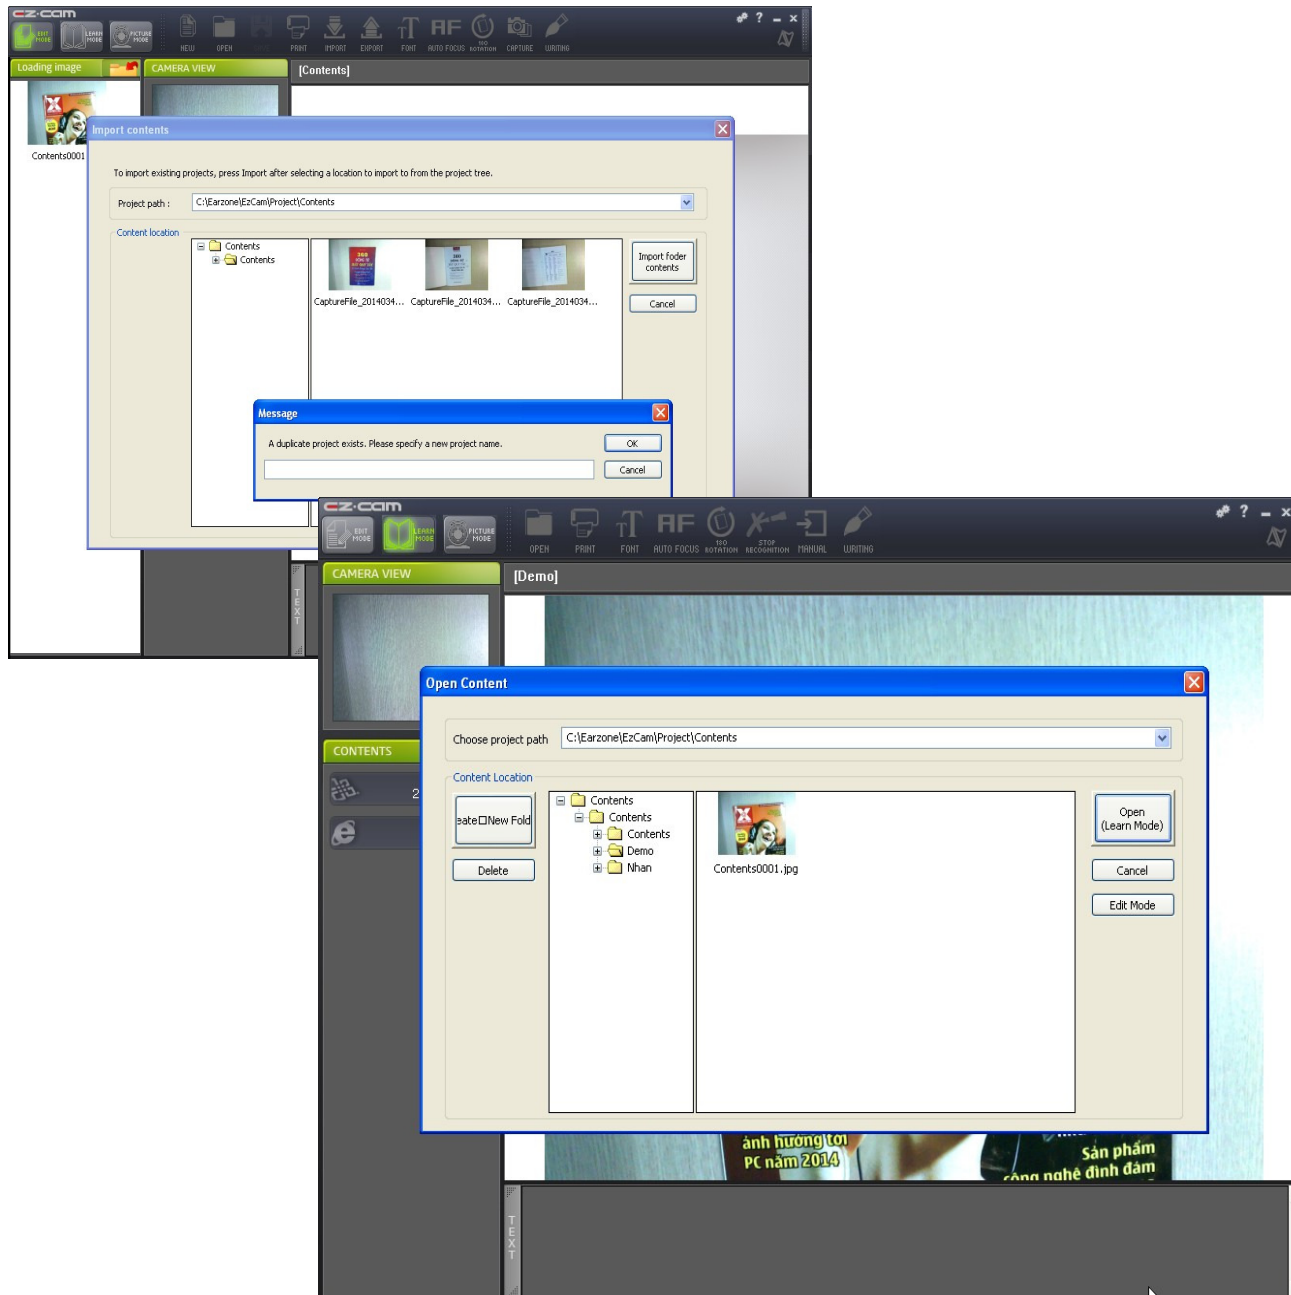 cz·cam
EDIT MODE
LEARN MODE
PICTURE MODE
NEW
OPEN
SAVE
PRINT
IMPORT
EXPORT
FONT
AF
AUTO FOCUS
180 ROTATION
CAPTURE
WRITING
Loading image
CAMERA VIEW
[Contents]
Contents0001
Import contents
To import existing projects, press Import after selecting a location to import to from the project tree.
Project path :
C:\Earzone\EzCam\Project\Contents
Content location
Contents
Contents
CaptureFile_2014034...
CaptureFile_2014034...
CaptureFile_2014034...
Import foder
contents
Cancel
Message
A duplicate project exists. Please specify a new project name.
OK
Cancel
TEXT
cz·cam
EDIT MODE
LEARN MODE
PICTURE MODE
OPEN
PRINT
FONT
AF
AUTO FOCUS
180 ROTATION
STOP RECOGNITION
MANUAL
WRITING
CAMERA VIEW
[Demo]
CONTENTS
2
Open Content
Choose project path
C:\Earzone\EzCam\Project\Contents
Content Location
eate□New Fold
Delete
Contents
Contents
Contents
Demo
Nhan
Contents0001.jpg
Open
(Learn Mode)
Cancel
Edit Mode
ảnh hưởng tới
PC năm 2014
Sản phẩm
công nghệ đình đám
TEXT